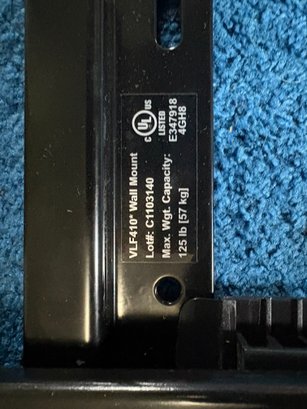 VLF410* Wall Mount
Lot#: C1103140
Max. Wgt. Capacity:
125 lb [57 kg]
C UL US
LISTED
E347918
4GH8